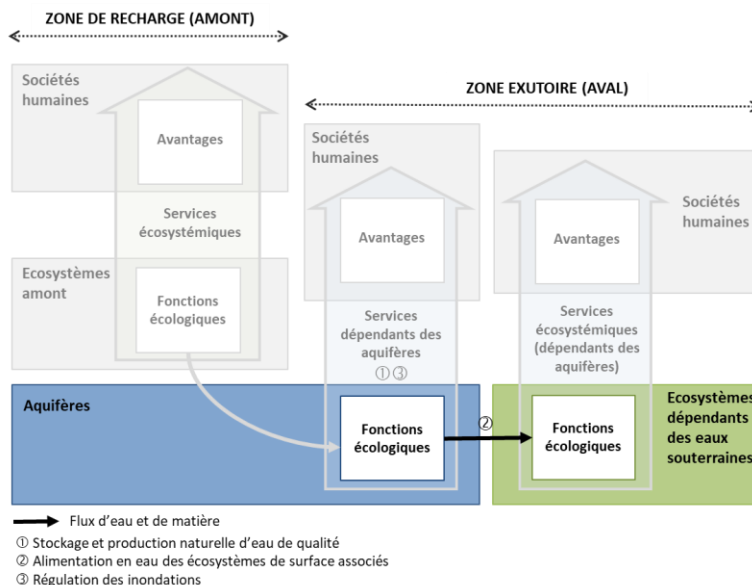 ZONE DE RECHARGE (AMONT)
Sociétés
humaines
Avantages
Services
écosystémiques
Ecosystèmes
amont
Fonctions
écologiques
ZONE EXUTOIRE (AVAL)
Sociétés
humaines
Avantages
Services
dépendants des
aquifères
① ③
Sociétés
humaines
Avantages
Services
écosystémiques
(dépendants des
aquifères)
Aquifères
Fonctions
écologiques
②
Fonctions
écologiques
Ecosystèmes
dépendants
des eaux
souterraines
Flux d'eau et de matière
① Stockage et production naturelle d'eau de qualité
② Alimentation en eau des écosystèmes de surface associés
③ Régulation des inondations